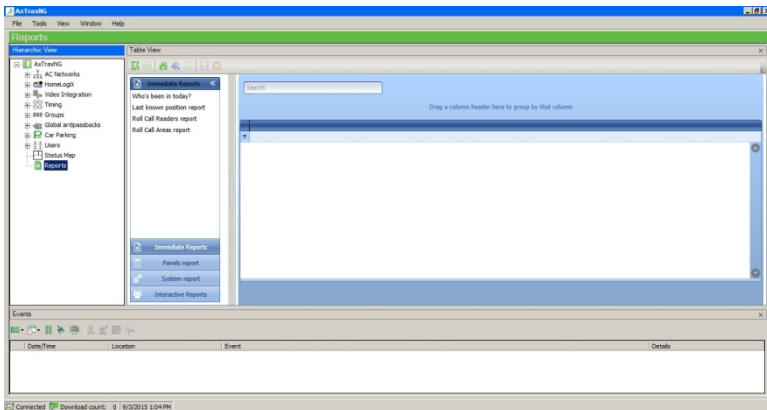 AxTraxNG
File Tools View Window Help
Reports
Hierarchic View
AxTraxNG
AC Networks
HomeLogiX
Video Integration
Timing
Groups
Global antipassbacks
Car Parking
Users
Status Map
Reports
Table View
Immediate Reports
Who's been in today?
Last known position report
Roll Call Readers report
Roll Call Areas report
Immediate Reports
Panels report
System report
Interactive Reports
Search
Drag a column header here to group by that column
Events
Date/Time Location Event Details
Connected Download count: 0 9/3/2015 1:04 PM